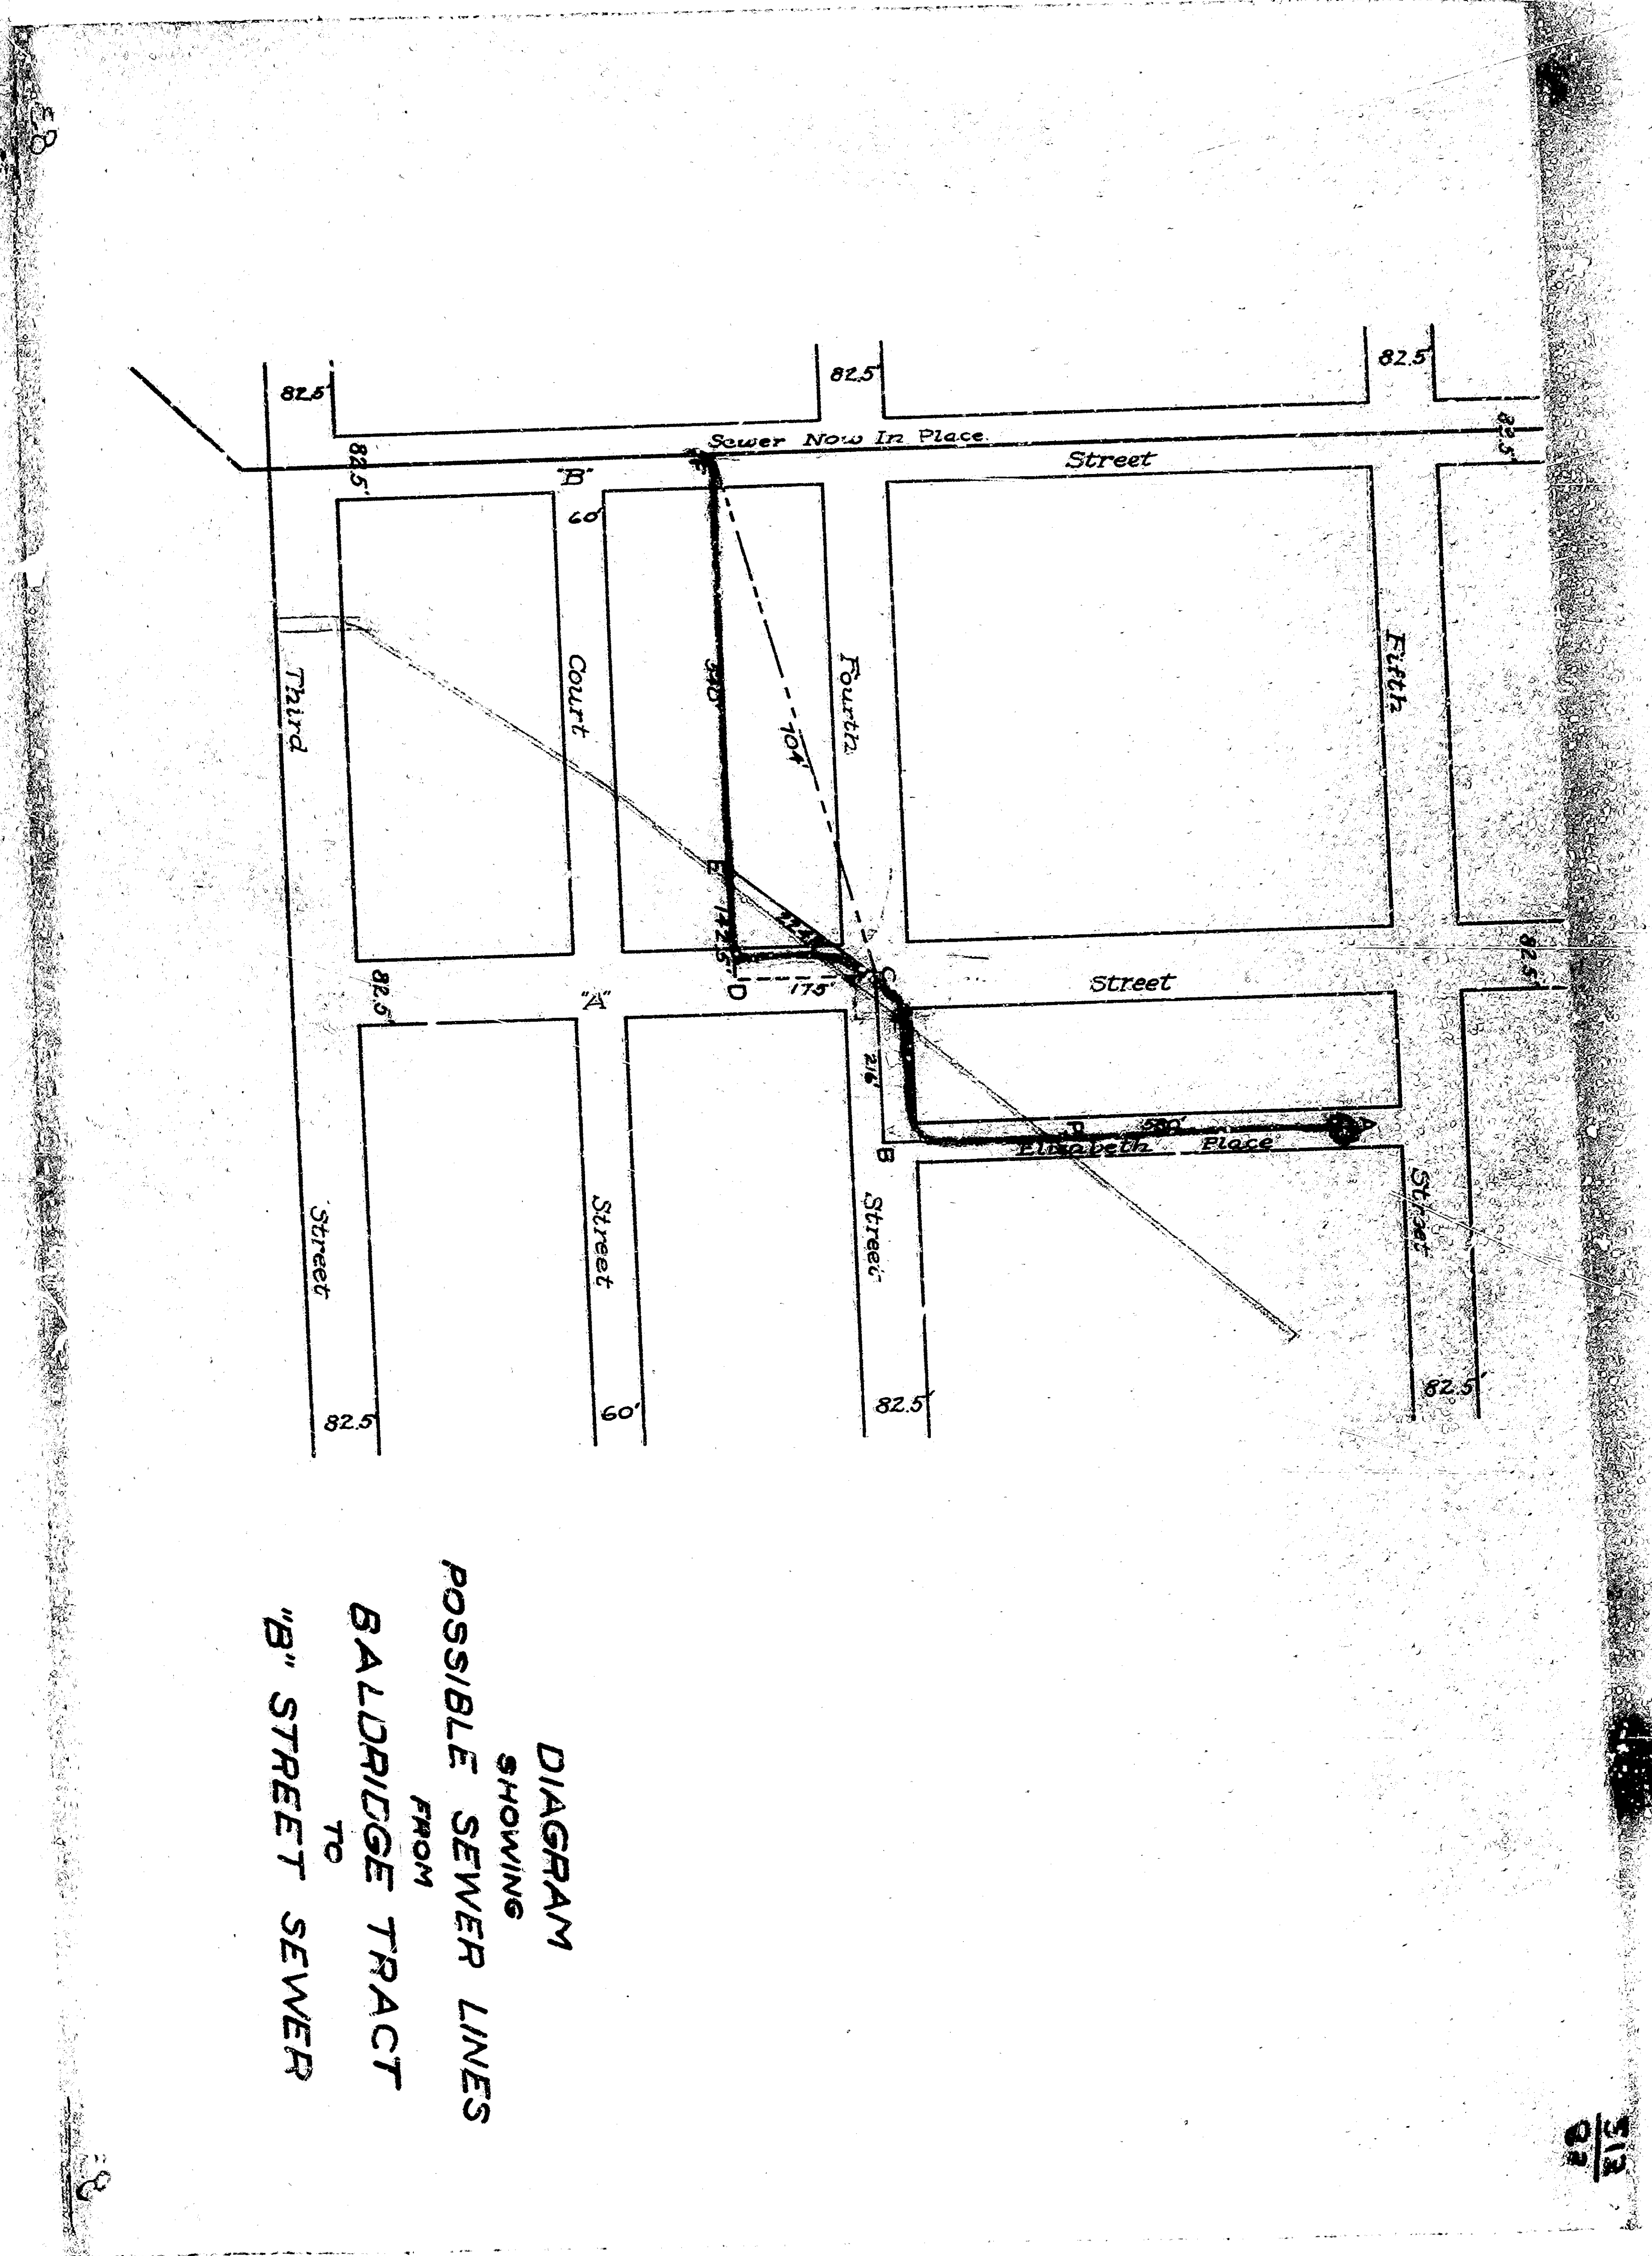 82.5'
82.5'
82.5'
Sewer Now In Place.
82.5'
82.5'
"B"
Street
60'
Third
Court
Fourth
Fifth
540'
704'
E
224'
142.5'
C
D
175'
82.5'
82.5'
"A"
Street
216'
B
P
580'
A
Elizabeth Place
Street
Street
Street
Street
82.5'
60'
82.5'
82.5'
DIAGRAM
SHOWING
POSSIBLE SEWER LINES
FROM
BALDRIDGE TRACT
TO
"B" STREET SEWER